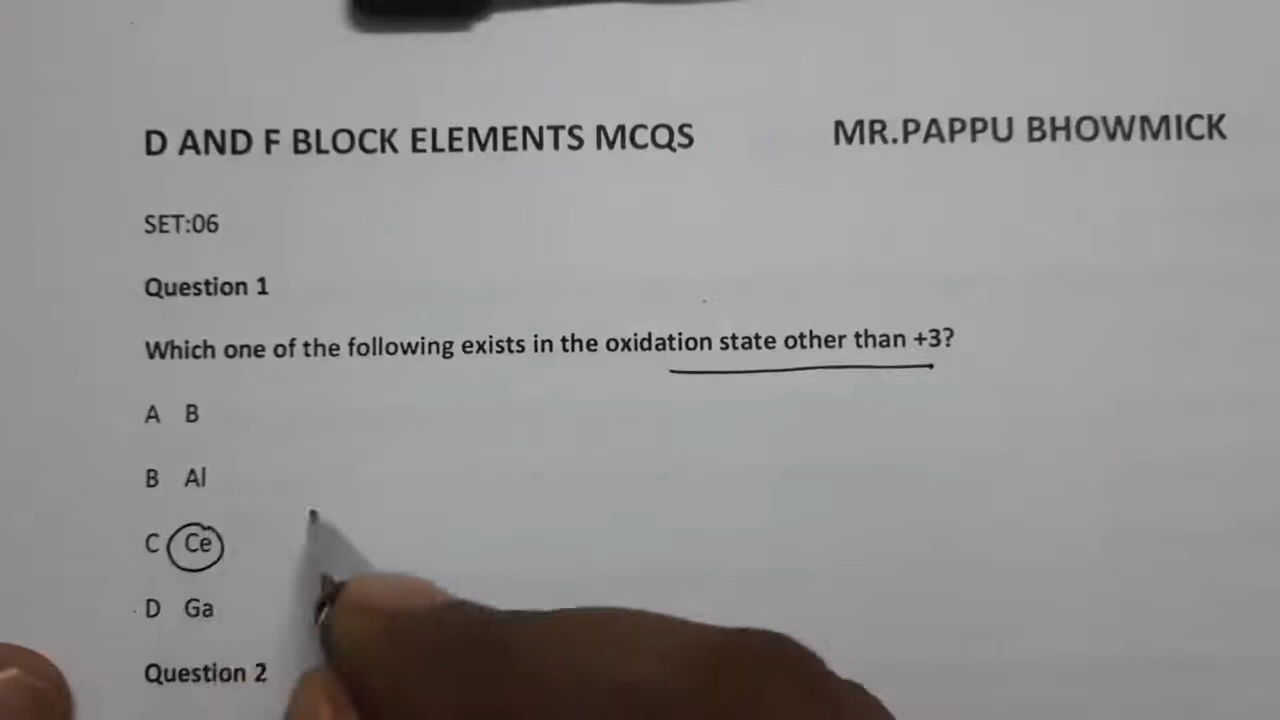 D AND F BLOCK ELEMENTS MCQS MR.PAPPU BHOWMICK
SET:06
Question 1
Which one of the following exists in the oxidation state other than +3?
A B
B Al
C Ce
D Ga
Question 2